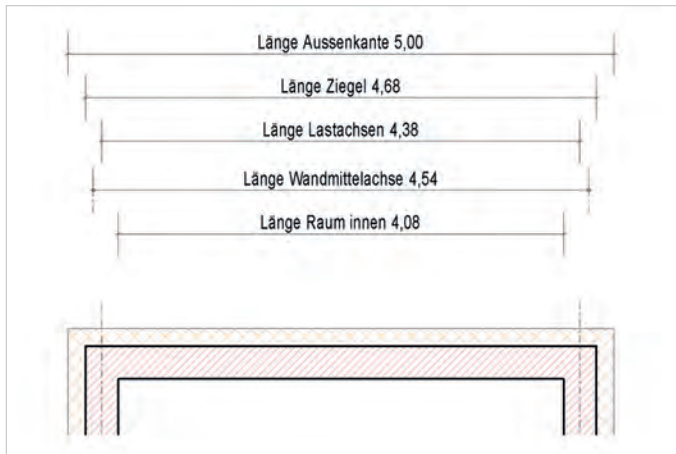 Länge Aussenkante 5,00
Länge Ziegel 4,68
Länge Lastachsen 4,38
Länge Wandmittelachse 4,54
Länge Raum innen 4,08